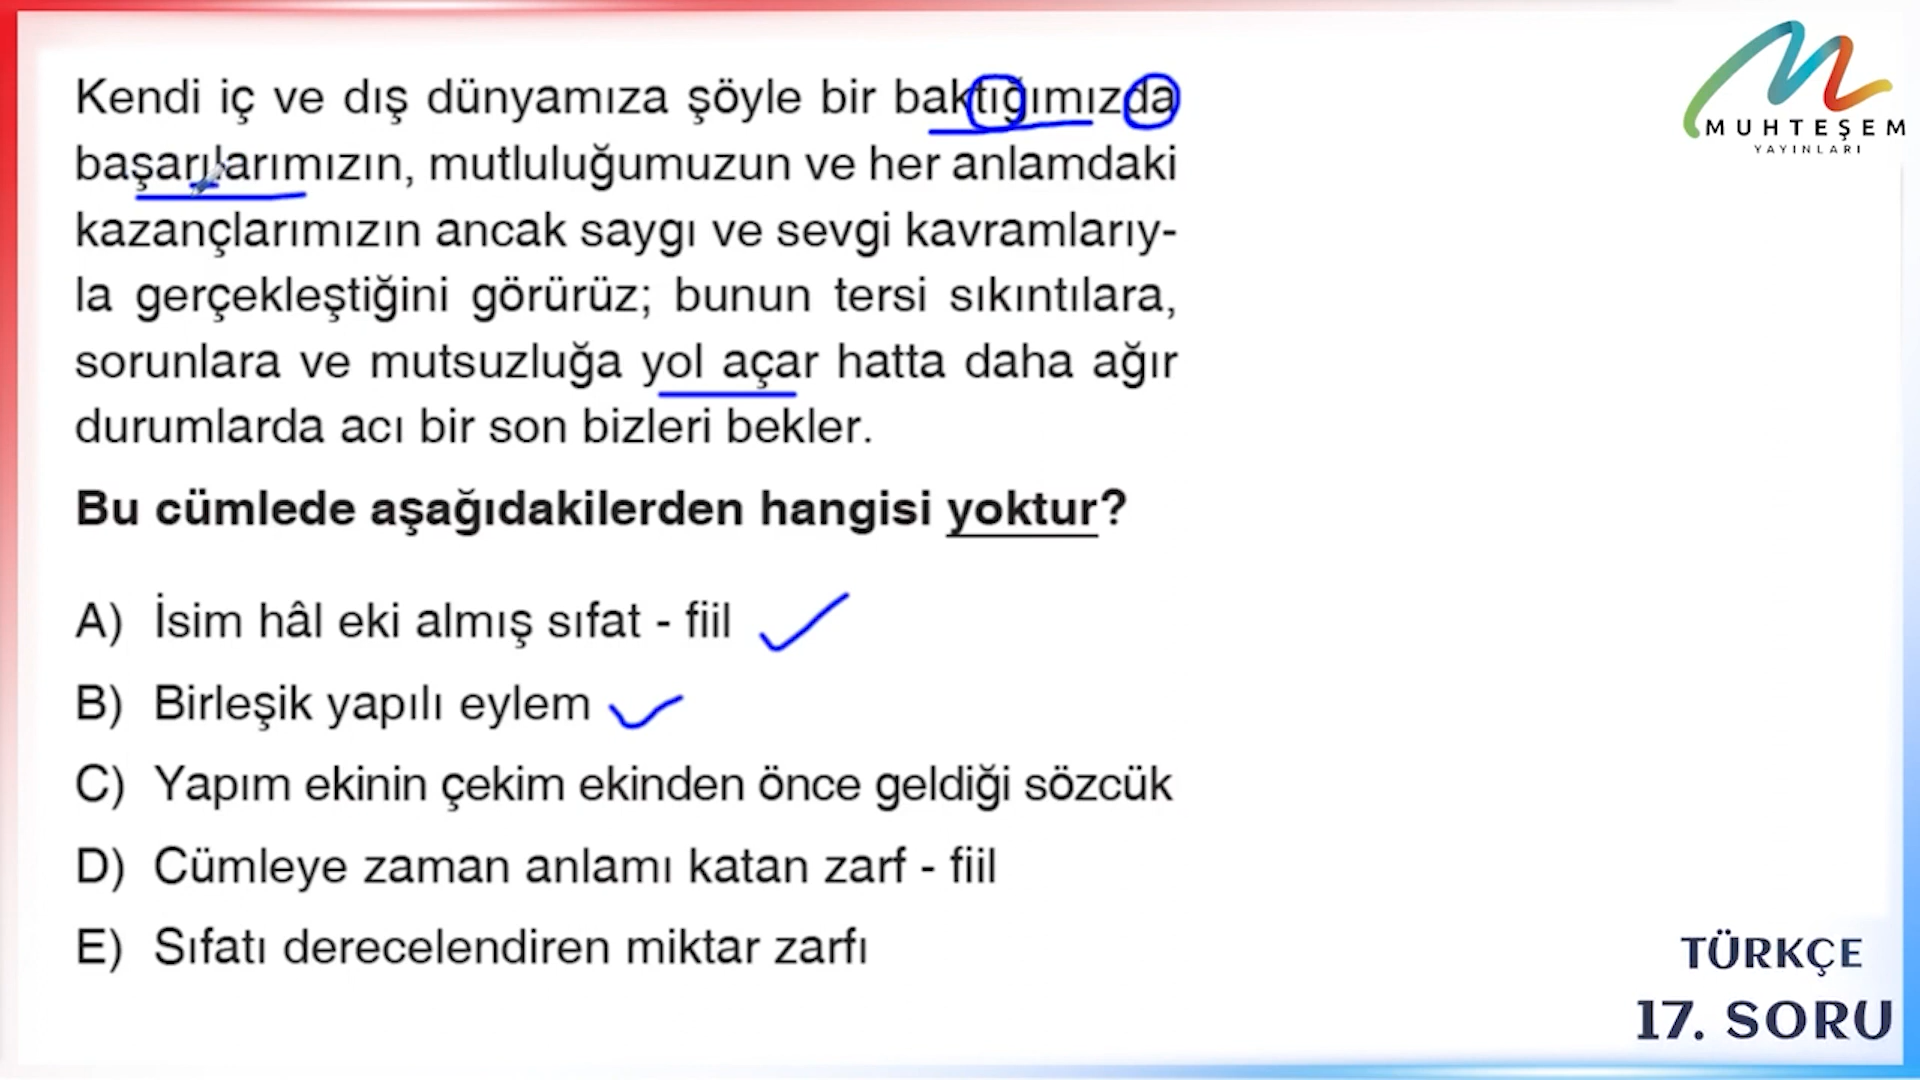 Kendi iç ve dış dünyamıza şöyle bir baktığımızda
başarılarımızın, mutluluğumuzun ve her anlamdaki
kazançlarımızın ancak saygı ve sevgi kavramlarıy-
la gerçekleştiğini görürüz; bunun tersi sıkıntılara,
sorunlara ve mutsuzluğa yol açar hatta daha ağır
durumlarda acı bir son bizleri bekler.
Bu cümlede aşağıdakilerden hangisi yoktur?
A) İsim hâl eki almış sıfat - fiil
B) Birleşik yapılı eylem
C) Yapım ekinin çekim ekinden önce geldiği sözcük
D) Cümleye zaman anlamı katan zarf - fiil
E) Sıfatı derecelendiren miktar zarfı
MUHTEŞEM
YAYINLARI
TÜRKÇE
17. SORU